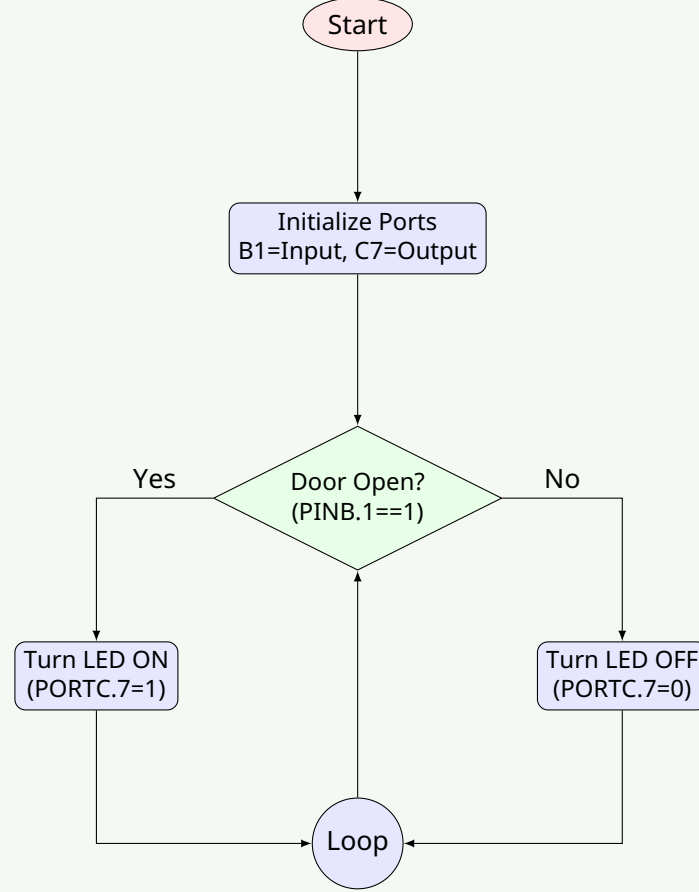 Start
Initialize Ports
B1=Input, C7=Output
Door Open?
(PINB.1==1)
Yes
No
Turn LED ON
(PORTC.7=1)
Turn LED OFF
(PORTC.7=0)
Loop